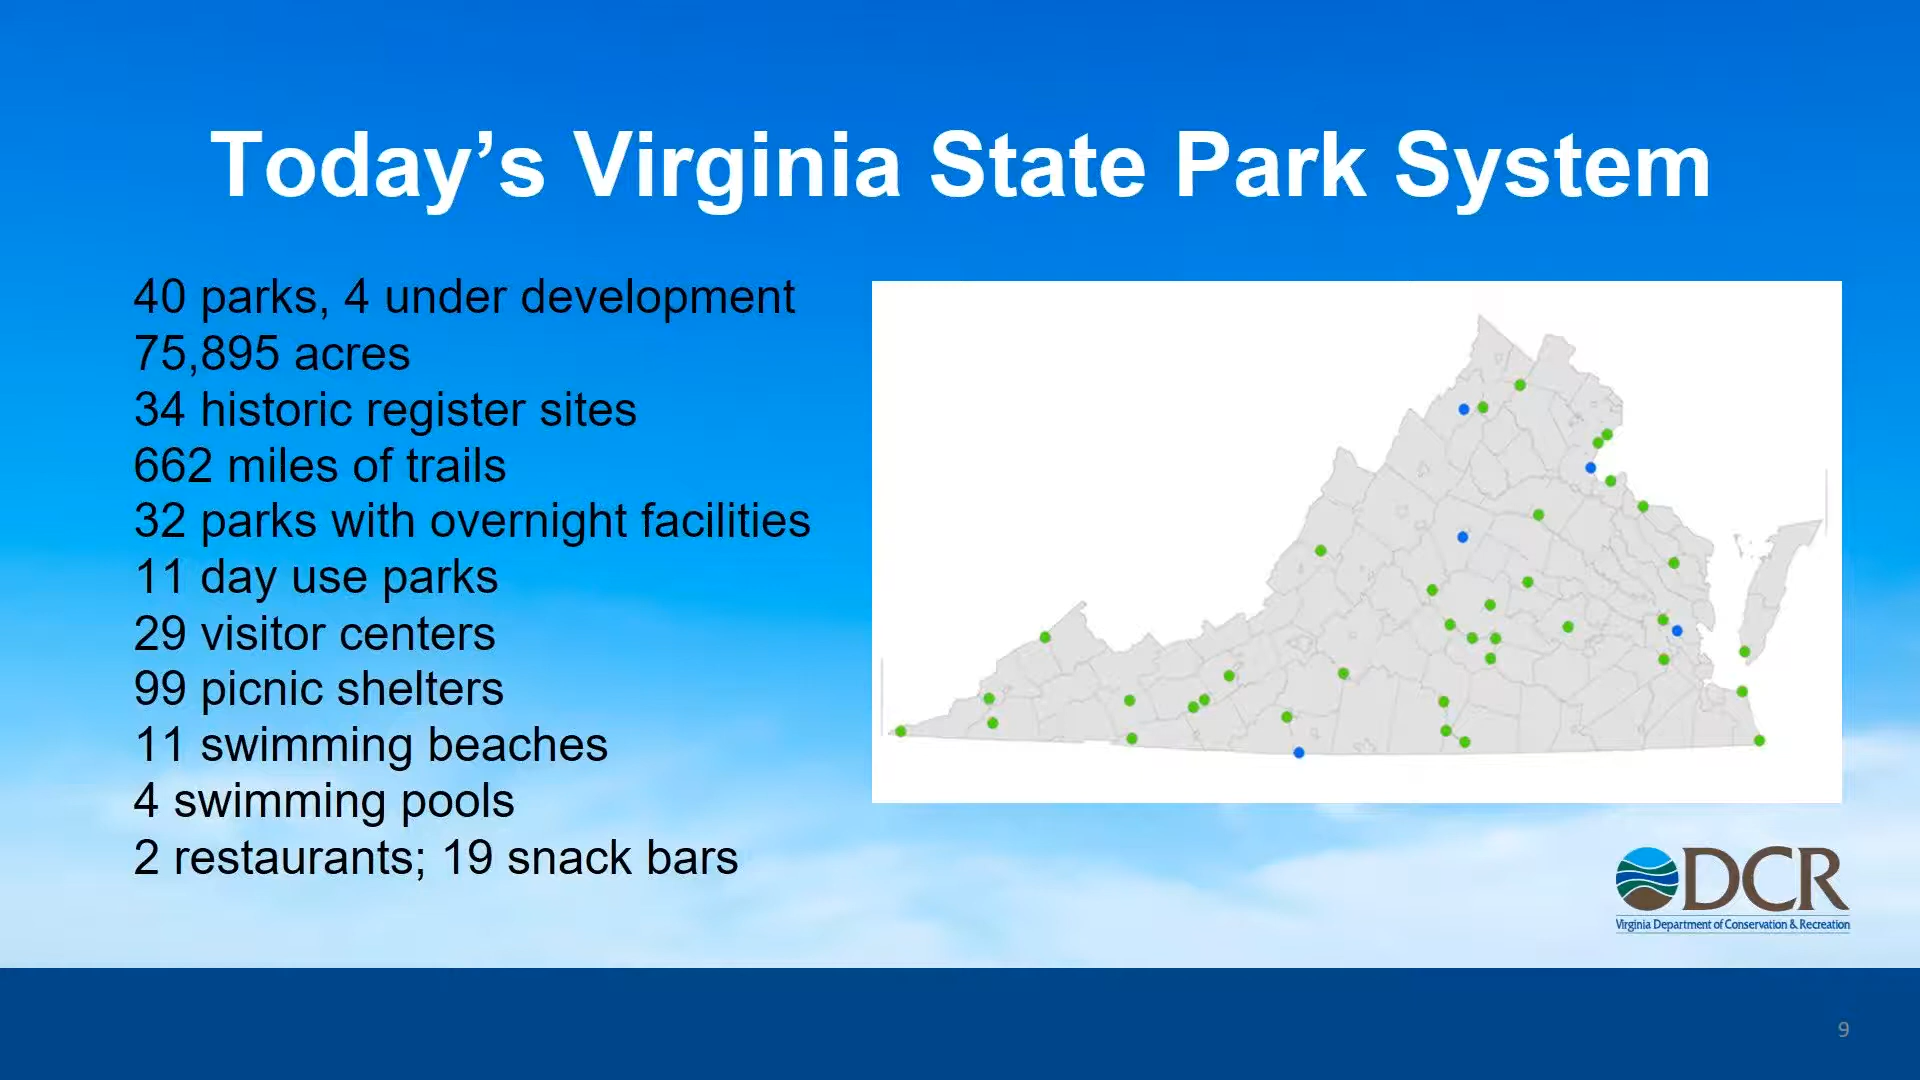 Today’s Virginia State Park System
40 parks, 4 under development
75,895 acres
34 historic register sites
662 miles of trails
32 parks with overnight facilities
11 day use parks
29 visitor centers
99 picnic shelters
11 swimming beaches
4 swimming pools
2 restaurants; 19 snack bars
DCR
Virginia Department of Conservation & Recreation
9